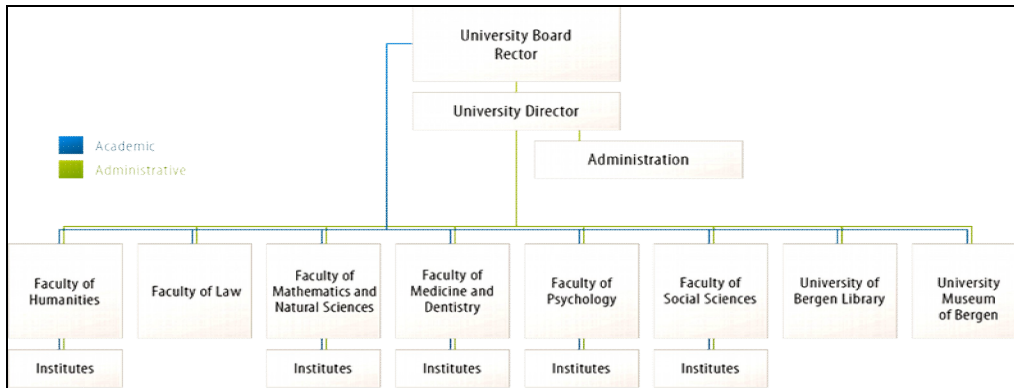 University Board
Rector
University Director
Academic
Administrative
Administration
Faculty of
Humanities
Faculty of Law
Faculty of
Mathematics and
Natural Sciences
Faculty of
Medicine and
Dentistry
Faculty of
Psychology
Faculty of
Social Sciences
University of
Bergen Library
University
Museum
of Bergen
Institutes
Institutes
Institutes
Institutes
Institutes